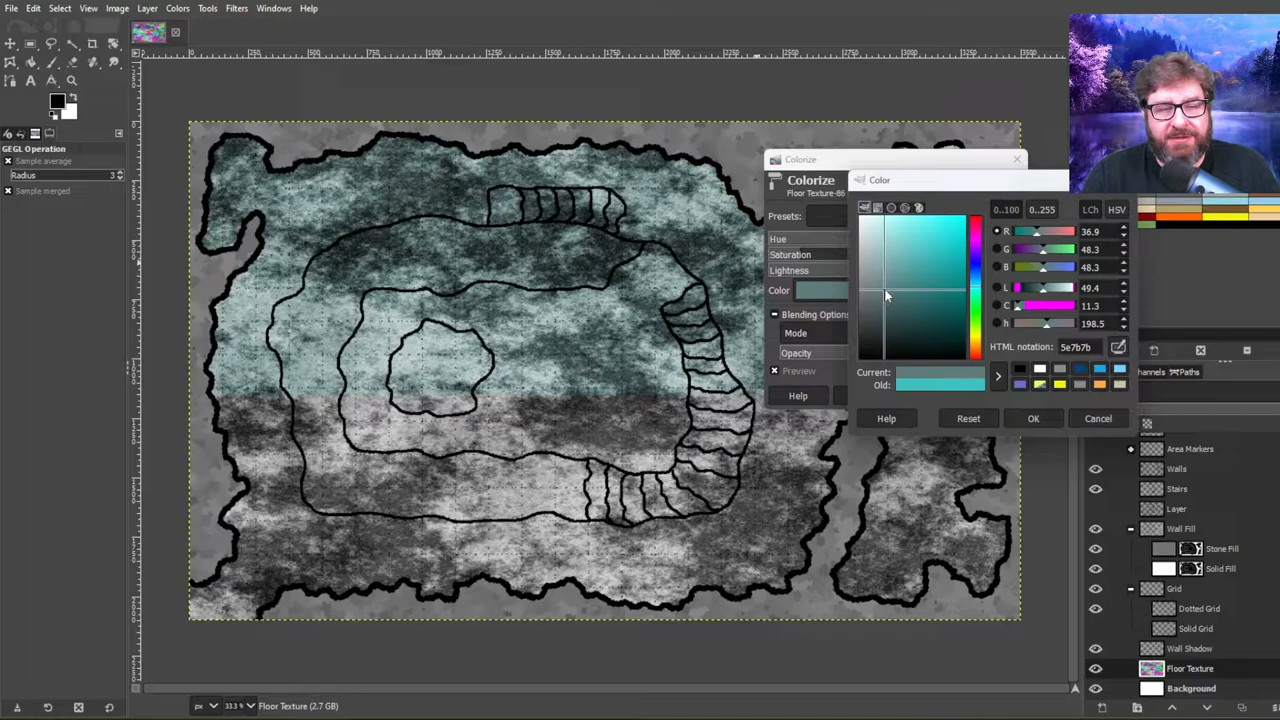 File Edit Select View Image Layer Colors Tools Filters Windows Help
GEGL Operation
Sample average
Radius 3
Sample merged
Colorize
Colorize
Floor Texture-86
Presets:
Hue
Saturation
Lightness
Color
Blending Options
Mode
Opacity
Preview
Help
Color
0..100 0..255 LCh HSV
R 36.9
G 48.3
B 48.3
L 49.4
C 11.3
h 198.5
HTML notation: 5e7b7b
Current:
Old:
Help Reset OK Cancel
Paths
Area Markers
Walls
Stairs
Layer
Wall Fill
Stone Fill
Solid Fill
Grid
Dotted Grid
Solid Grid
Wall Shadow
Floor Texture
Background
px 33.3 Floor Texture (2.7 GB)